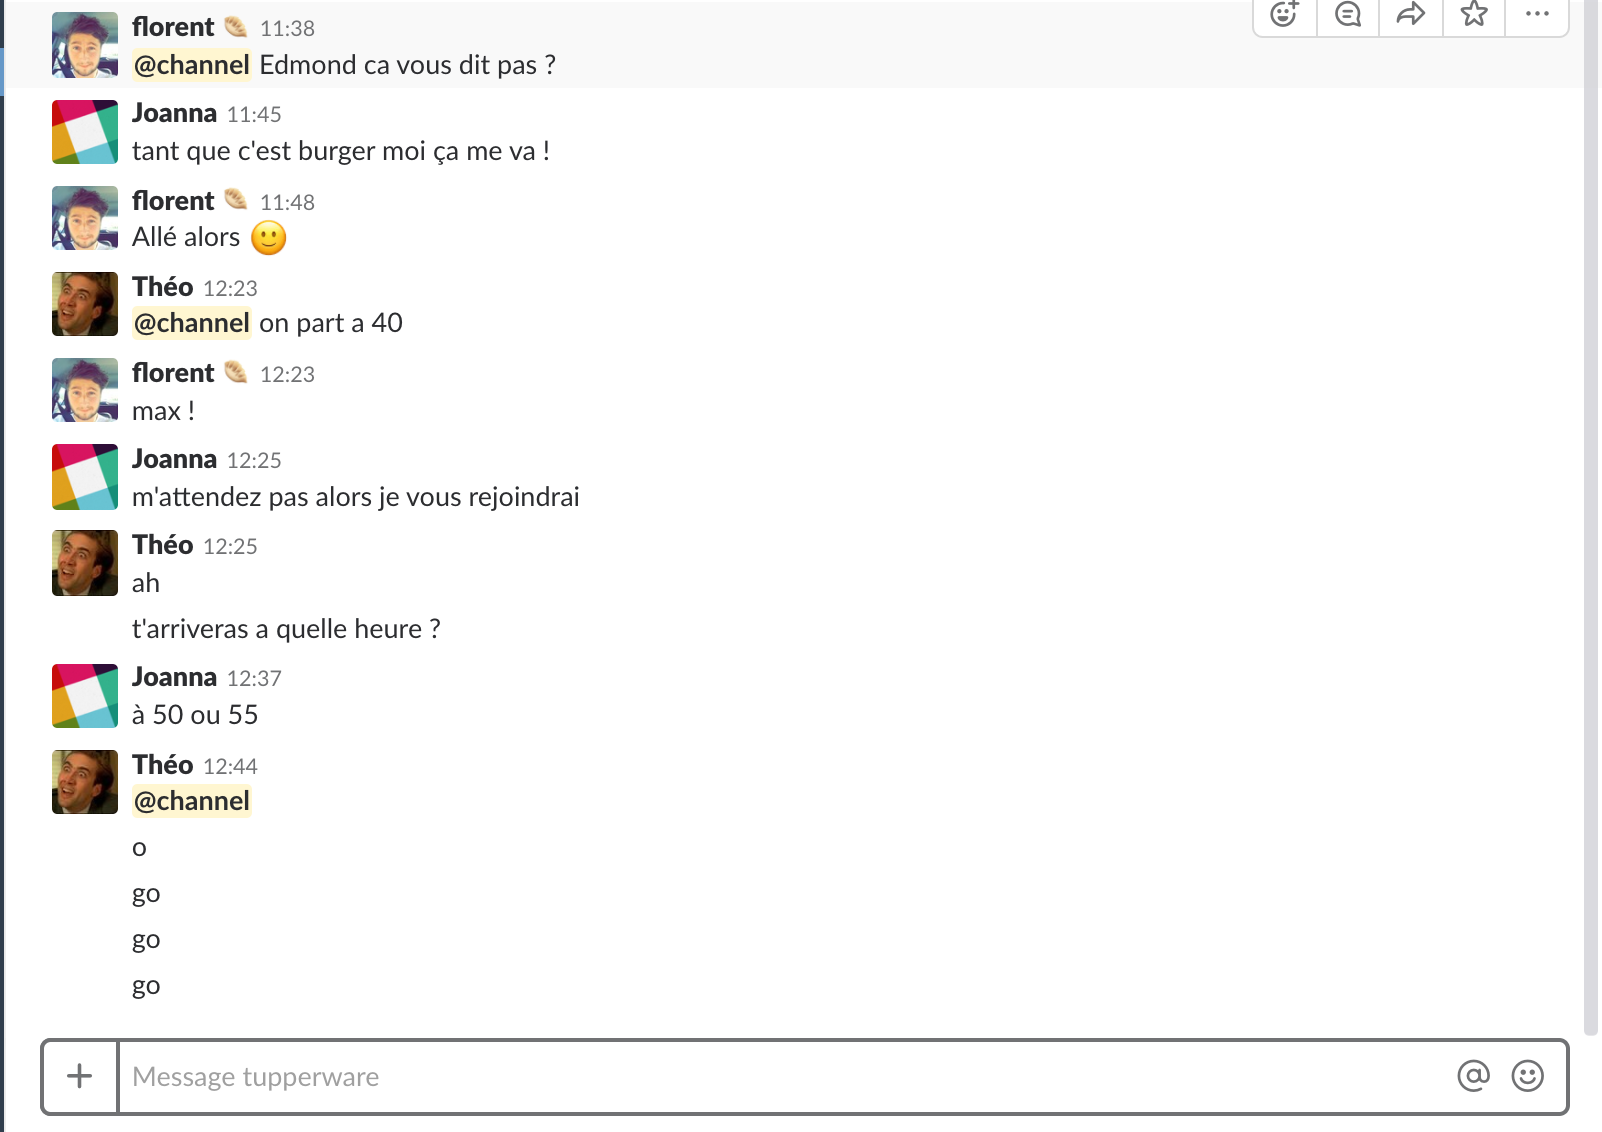 florent 11:38
@channel Edmond ca vous dit pas ?
Joanna 11:45
tant que c'est burger moi ça me va !
florent 11:48
Allé alors 🙂
Théo 12:23
@channel on part a 40
florent 12:23
max !
Joanna 12:25
m'attendez pas alors je vous rejoindrai
Théo 12:25
ah
t'arriveras a quelle heure ?
Joanna 12:37
à 50 ou 55
Théo 12:44
@channel
o
go
go
go
Message tupperware